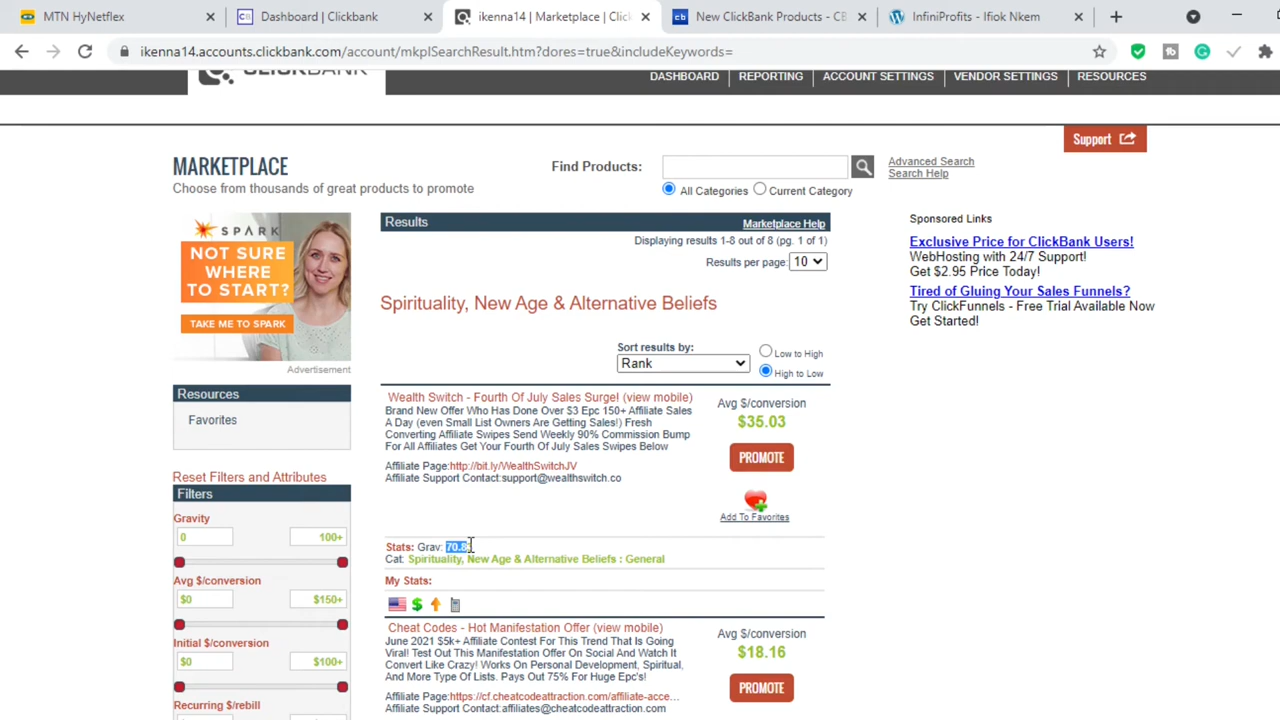 MTN HyNetflex
Dashboard | Clickbank
ikenna14 | Marketplace | Click
New ClickBank Products - CB
InfiniProfits - Ifiok Nkem
ikenna14.accounts.clickbank.com/account/mkplSearchResult.htm?dores=true&includeKeywords=
CLICKBANK
DASHBOARD
REPORTING
ACCOUNT SETTINGS
VENDOR SETTINGS
RESOURCES
Support
MARKETPLACE
Choose from thousands of great products to promote
Find Products:
Advanced Search
Search Help
All Categories
Current Category
SPARK
NOT SURE
WHERE
TO START?
TAKE ME TO SPARK
Advertisement
Resources
Favorites
Reset Filters and Attributes
Filters
Gravity
0
100+
Avg $/conversion
$0
$150+
Initial $/conversion
$0
$100+
Recurring $/rebill
Results
Marketplace Help
Displaying results 1-8 out of 8 (pg. 1 of 1)
Results per page:
10
Spirituality, New Age & Alternative Beliefs
Sort results by:
Rank
Low to High
High to Low
Wealth Switch - Fourth Of July Sales Surge! (view mobile)
Brand New Offer Who Has Done Over $3 Epc 150+ Affiliate Sales
A Day (even Small List Owners Are Getting Sales!) Fresh
Converting Affiliate Swipes Send Weekly 90% Commission Bump
For All Affiliates Get Your Fourth Of July Sales Swipes Below
Affiliate Page:http://bit.ly/WealthSwitchJV
Affiliate Support Contact:support@wealthswitch.co
Avg $/conversion
$35.03
PROMOTE
Add To Favorites
Stats: Grav:
Cat: Spirituality, New Age & Alternative Beliefs : General
My Stats:
Cheat Codes - Hot Manifestation Offer (view mobile)
June 2021 $5k+ Affiliate Contest For This Trend That Is Going
Viral! Test Out This Manifestation Offer On Social And Watch It
Convert Like Crazy! Works On Personal Development, Spiritual,
And More Type Of Lists. Pays Out 75% For Huge Epc's!
Affiliate Page:https://cf.cheatcodeattraction.com/affiliate-acce...
Affiliate Support Contact:affiliates@cheatcodeattraction.com
Avg $/conversion
$18.16
PROMOTE
Sponsored Links
Exclusive Price for ClickBank Users!
WebHosting with 24/7 Support!
Get $2.95 Price Today!
Tired of Gluing Your Sales Funnels?
Try ClickFunnels - Free Trial Available Now
Get Started!